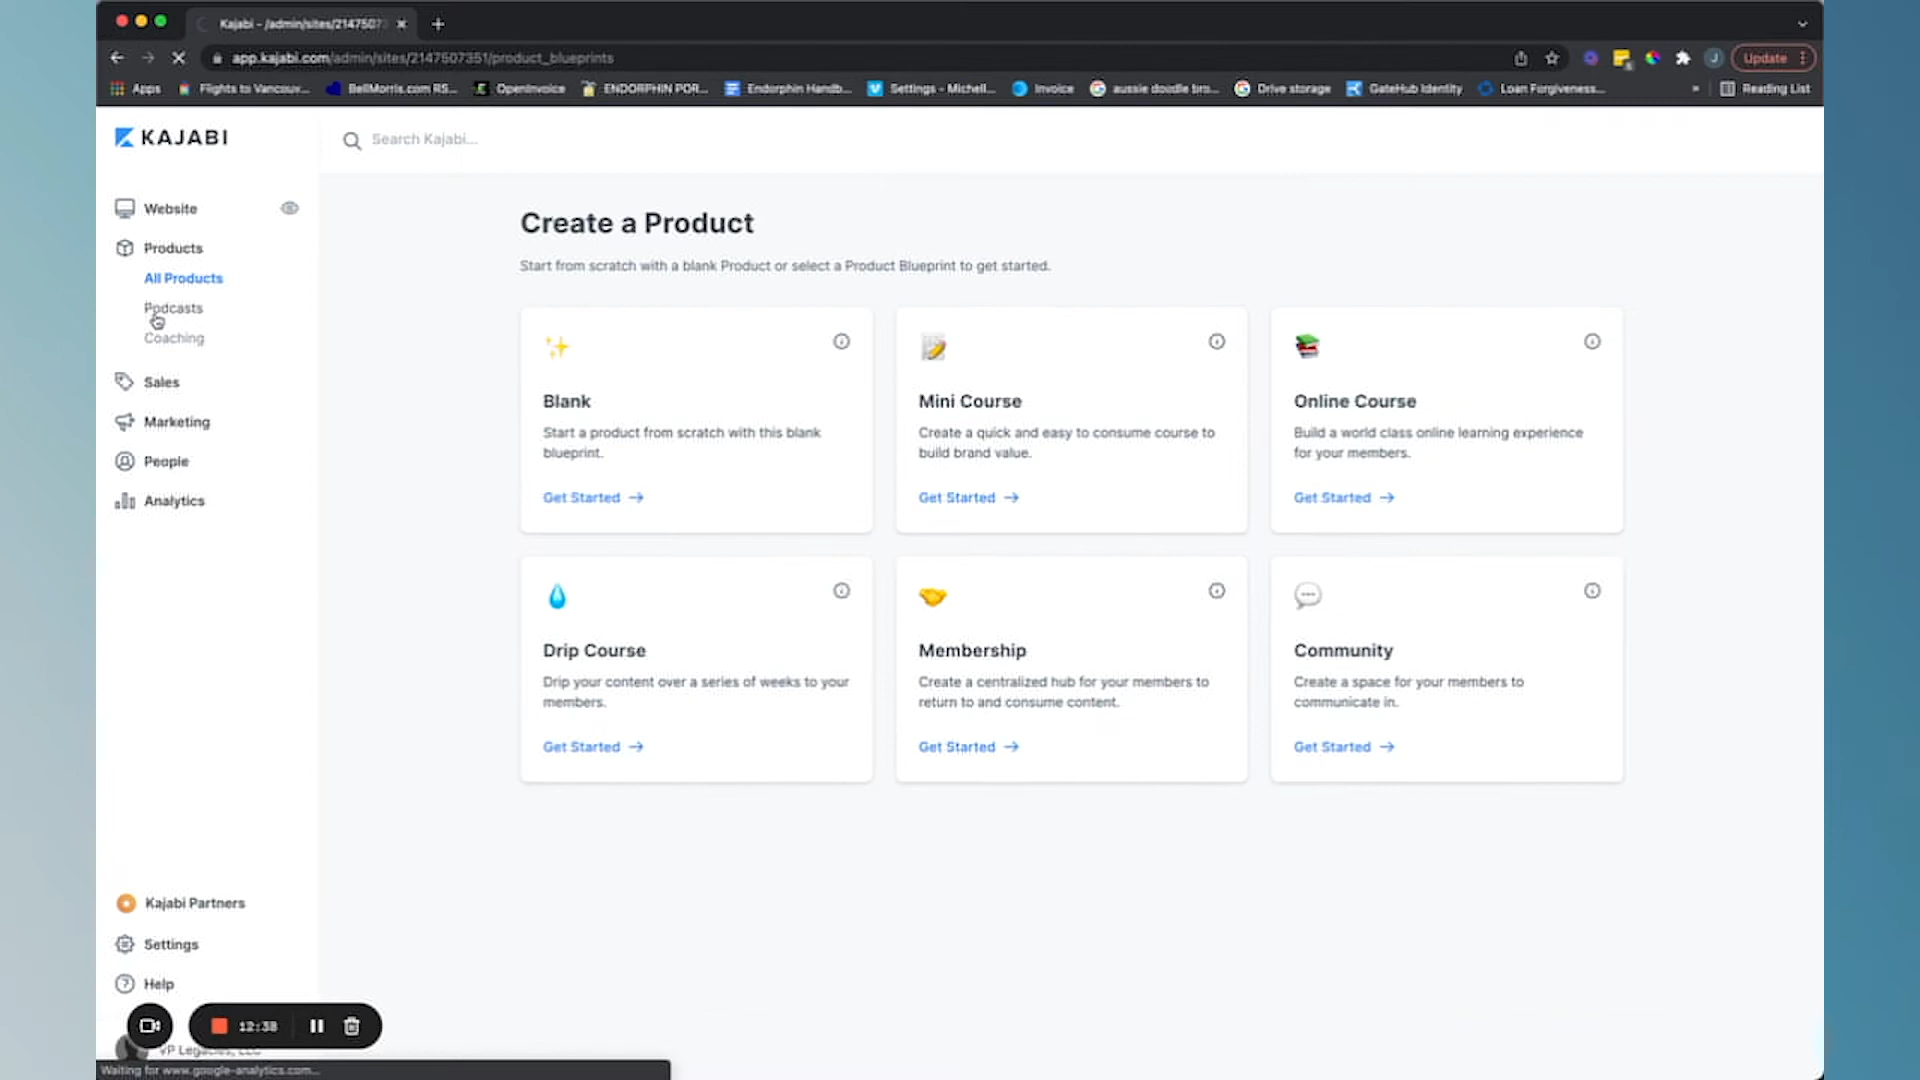 Kajabi - /admin/sites/2147507
app.kajabi.com/admin/sites/2147507351/product_blueprints
J
Update
Apps
Flights to Vancouv...
BellMorris.com RS...
OpenInvoice
ENDORPHIN POR...
Endorphin Handb...
Settings - Michell...
Invoice
aussie doodle bro...
Drive storage
GateHub Identity
Loan Forgiveness...
»
Reading List
KAJABI
Search Kajabi...
Website
Products
All Products
Podcasts
Coaching
Sales
Marketing
People
Analytics
Create a Product
Start from scratch with a blank Product or select a Product Blueprint to get started.
Blank
Start a product from scratch with this blank
blueprint.
Get Started →
Mini Course
Create a quick and easy to consume course to
build brand value.
Get Started →
Online Course
Build a world class online learning experience
for your members.
Get Started →
Drip Course
Drip your content over a series of weeks to your
members.
Get Started →
Membership
Create a centralized hub for your members to
return to and consume content.
Get Started →
Community
Create a space for your members to
communicate in.
Get Started →
Kajabi Partners
Settings
Help
12:38
VP Legacies, LLC
Waiting for www.google-analytics.com...